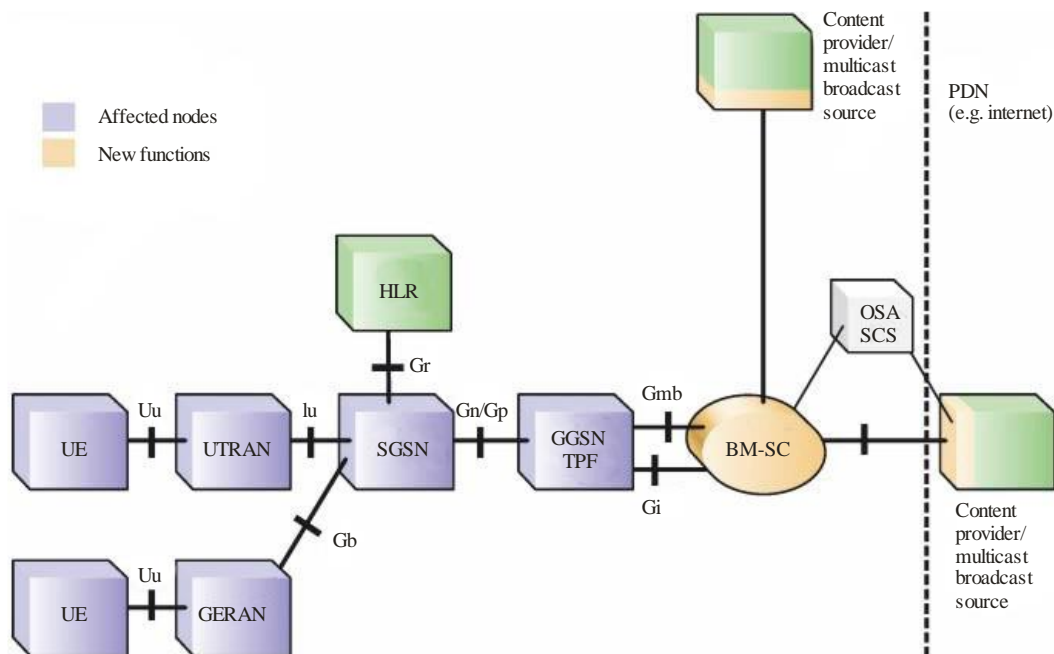 Content
provider/
multicast
broadcast
source
PDN
(e.g. internet)
Affected nodes
New functions
HLR
OSA
SCS
Gr
Uu
lu
Gn/Gp
Gmb
UE
UTRAN
SGSN
GGSN
TPF
BM-SC
Gi
Gb
Content
provider/
multicast
broadcast
source
Uu
UE
GERAN